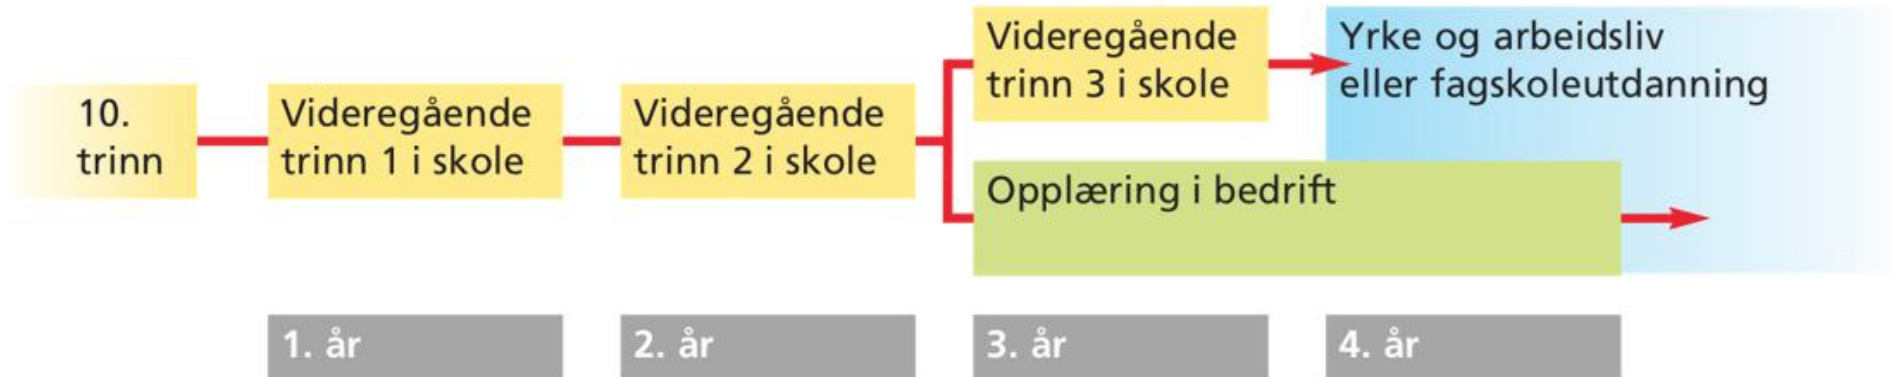 10.
trinn
Videregående
trinn 1 i skole
Videregående
trinn 2 i skole
Videregående
trinn 3 i skole
Yrke og arbeidsliv
eller fagskoleutdanning
Opplæring i bedrift
1. år
2. år
3. år
4. år